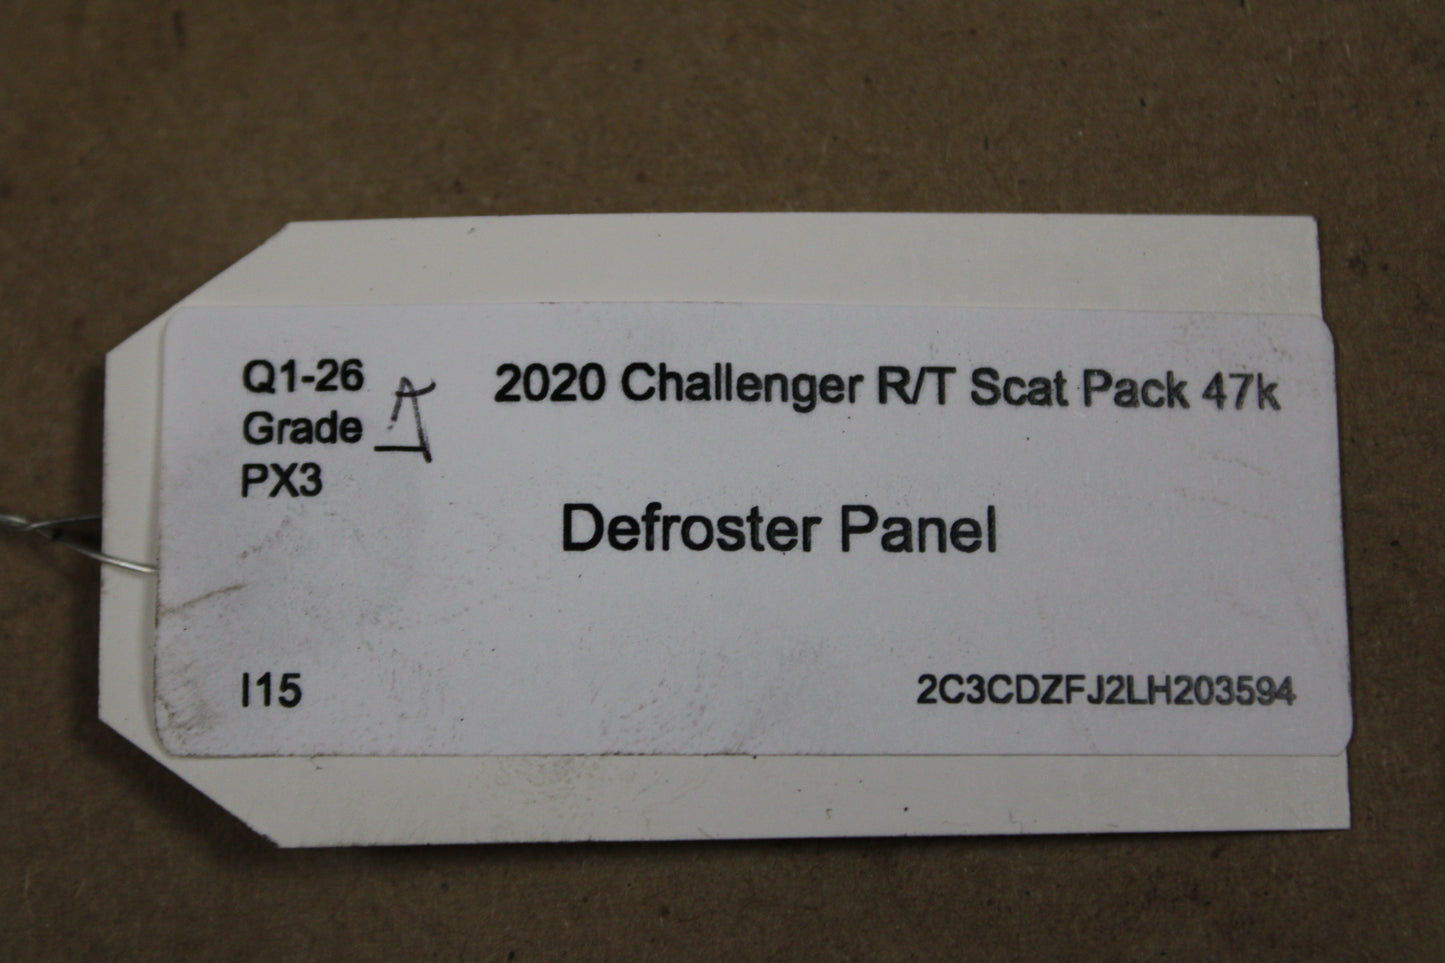 Q1-26
Grade A
PX3
2020 Challenger R/T Scat Pack 47k
Defroster Panel
I15
2C3CDZFJ2LH203594